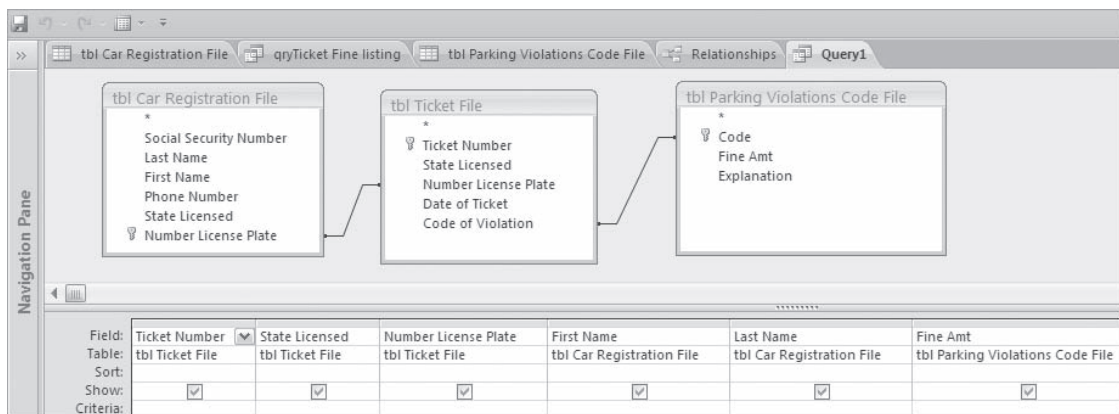 tbl Car Registration File qryTicket Fine listing tbl Parking Violations Code File Relationships Query1
Navigation Pane
tbl Car Registration File
*
Social Security Number
Last Name
First Name
Phone Number
State Licensed
Number License Plate
tbl Ticket File
*
Ticket Number
State Licensed
Number License Plate
Date of Ticket
Code of Violation
tbl Parking Violations Code File
*
Code
Fine Amt
Explanation
Field: Ticket Number State Licensed Number License Plate First Name Last Name Fine Amt
Table: tbl Ticket File tbl Ticket File tbl Ticket File tbl Car Registration File tbl Car Registration File tbl Parking Violations Code File
Sort:
Show:
Criteria: